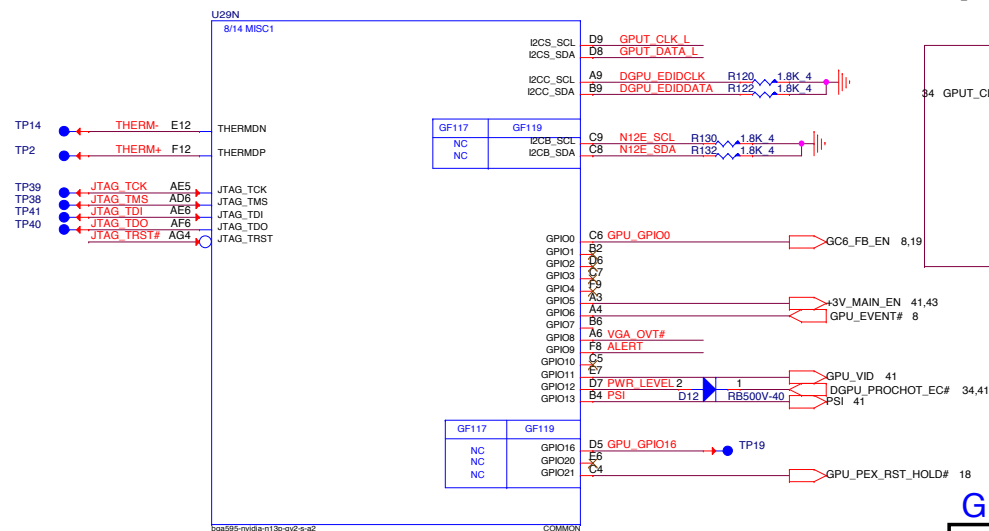 U29N
8/14 MISC1
I2CS_SCL D9 GPUT_CLK_L
I2CS_SDA D8 GPUT_DATA_L
I2CC_SCL A9 DGPU_EDIDCLK R120 1.8K_4
I2CC_SDA B9 DGPU_EDIDDATA R122 1.8K_4
34 GPUT_CL
TP14 THERM- E12 THERMDN
TP2 THERM+ F12 THERMDP
GF117 GF119
NC I2CB_SCL C9 N12E_SCL R130 1.8K_4
NC I2CB_SDA C8 N12E_SDA R132 1.8K_4
TP39 JTAG_TCK AE5 JTAG_TCK
TP38 JTAG_TMS AD6 JTAG_TMS
TP41 JTAG_TDI AE6 JTAG_TDI
TP40 JTAG_TDO AF6 JTAG_TDO
JTAG_TRST# AG4 JTAG_TRST
GPIO0 C6 GPU_GPIO0 GC6_FB_EN 8,19
GPIO1 B2
GPIO2 D6
GPIO3 C7
GPIO4 F9
GPIO5 A3 +3V_MAIN_EN 41,43
GPIO6 A4 GPU_EVENT# 8
GPIO7 B6
GPIO8 A6 VGA_OVT#
GPIO9 F8 ALERT
GPIO10 C5
GPIO11 E7 GPU_VID 41
GPIO12 D7 PWR_LEVEL 2 1 DGPU_PROCHOT_EC# 34,41
GPIO13 B4 PSI D12 RB500V-40 PSI 41
GF117 GF119
NC GPIO16 D5 GPU_GPIO16 TP19
NC GPIO20 E6
NC GPIO21 C4 GPU_PEX_RST_HOLD# 18
G
bga595-nvidia-n13p-gv2-s-a2 COMMON